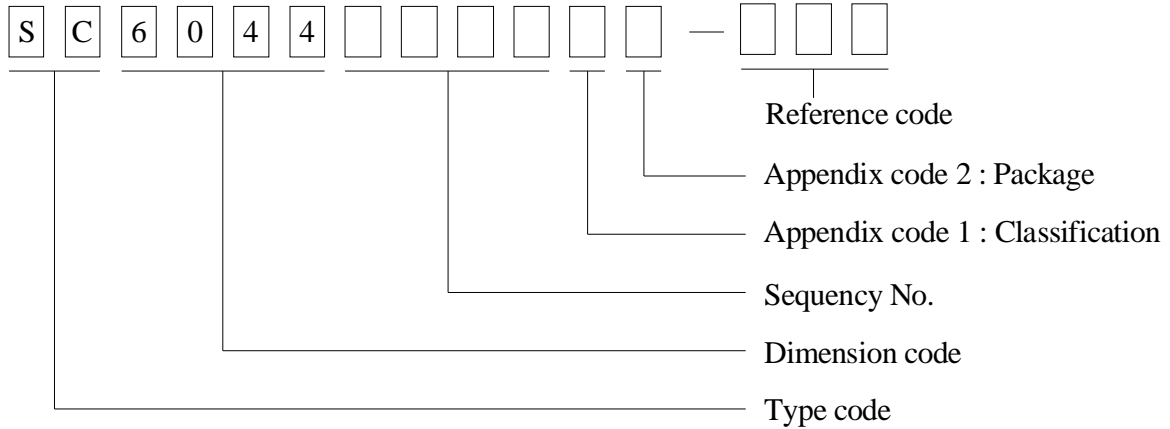 S C 6 0 4 4 —
Reference code
Appendix code 2 : Package
Appendix code 1 : Classification
Sequency No.
Dimension code
Type code